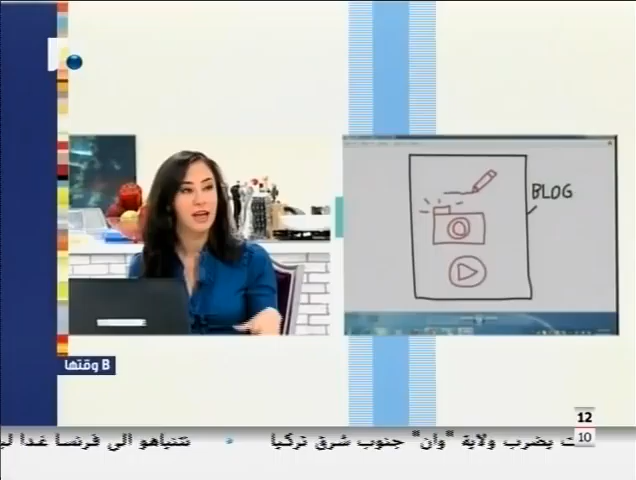 BLOG
B وقتها
12
10
يضرب ولاية "وان" جنوب شرق تركيا
نتنياهو الى فرنسا غدا